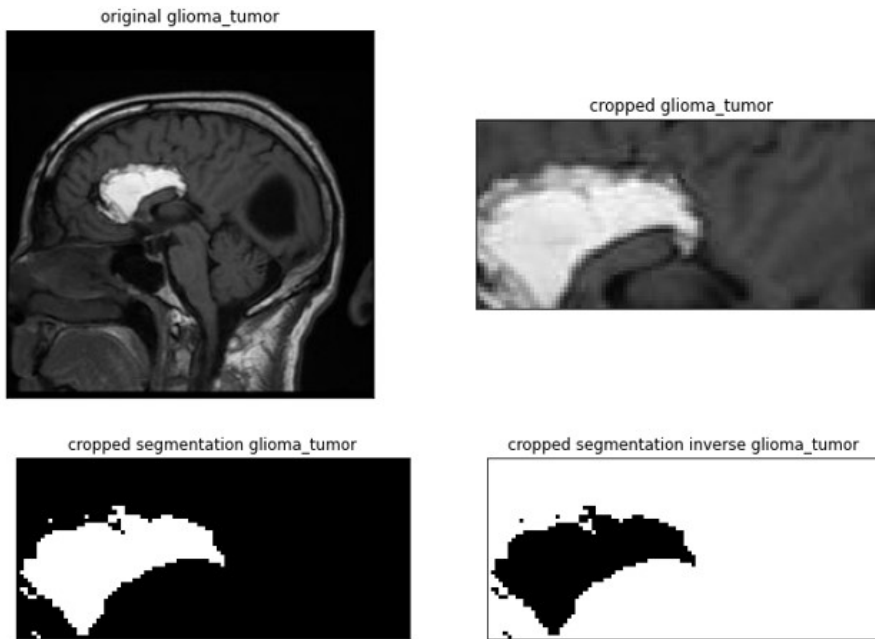 original glioma_tumor
cropped glioma_tumor
cropped segmentation glioma_tumor
cropped segmentation inverse glioma_tumor